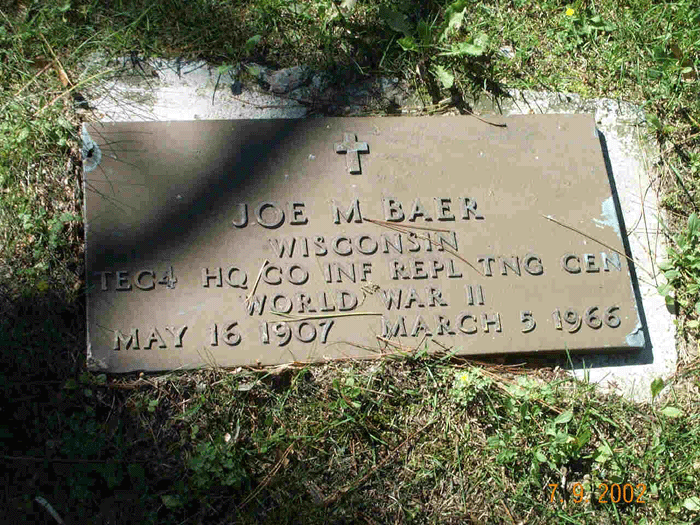 JOE M BAER
WISCONSIN
TEC4 HQ CO INF REPL TNG CEN
WORLD WAR II
MAY 16 1907 MARCH 5 1966
7. 9. 2002